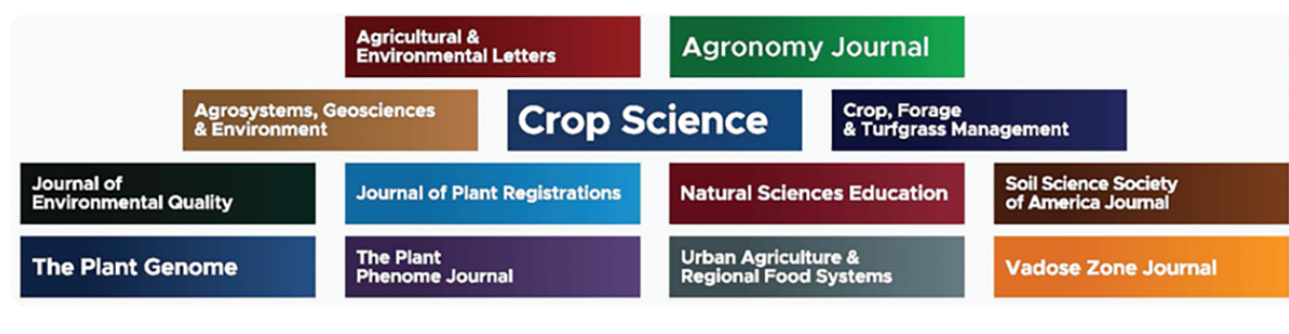 Agricultural &
Environmental Letters
Agronomy Journal
Agrosystems, Geosciences
& Environment
Crop Science
Crop, Forage
& Turfgrass Management
Journal of
Environmental Quality
Journal of Plant Registrations
Natural Sciences Education
Soil Science Society
of America Journal
The Plant Genome
The Plant
Phenome Journal
Urban Agriculture &
Regional Food Systems
Vadose Zone Journal